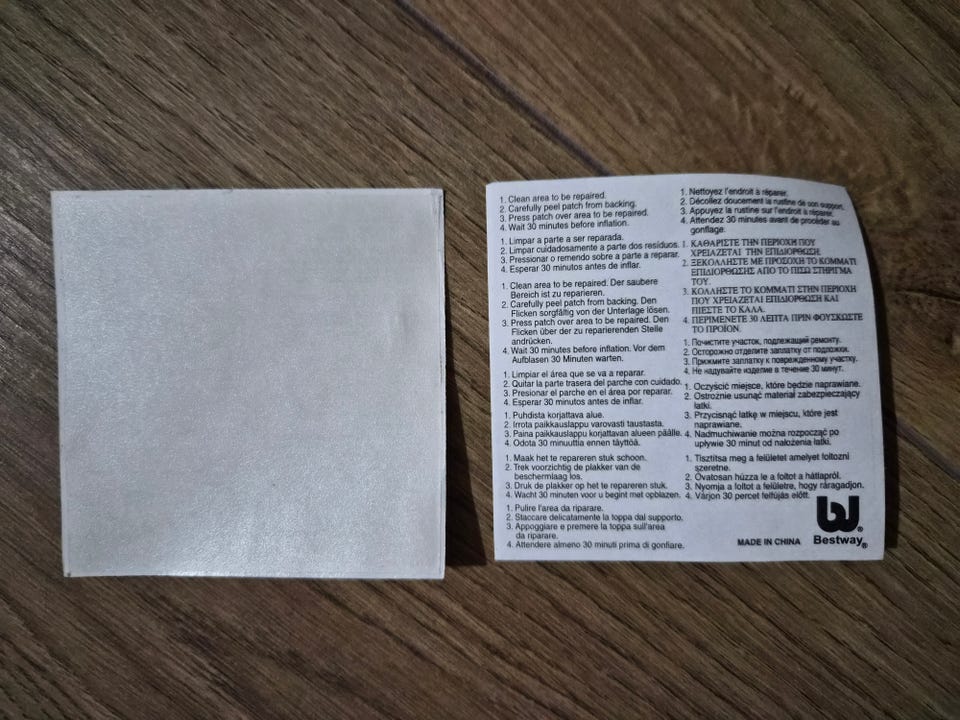 1. Clean area to be repaired.
2. Carefully peel patch from backing.
3. Press patch over area to be repaired.
4. Wait 30 minutes before inflation.
1. Limpar a parte a ser reparada.
2. Limpar cuidadosamente a parte dos resíduos.
3. Pressionar o remendo sobre a parte a reparar.
4. Esperar 30 minutos antes de inflar.
1. Clean area to be repaired. Der saubere
Bereich ist zu reparieren.
2. Carefully peel patch from backing. Den
Flicken sorgfältig von der Unterlage lösen.
3. Press patch over area to be repaired. Den
Flicken über der zu reparierenden Stelle
andrücken.
4. Wait 30 minutes before inflation. Vor dem
Aufblasen 30 Minuten warten.
1. Limpiar el área que se va a reparar.
2. Quitar la parte trasera del parche con cuidado.
3. Presionar el parche en el área por reparar.
4. Esperar 30 minutos antes de inflar.
1. Puhdista korjattava alue.
2. Irrota paikkauslappu varovasti taustasta.
3. Paina paikkauslappu korjattavan alueen päälle.
4. Odota 30 minuuttia ennen täyttöä.
1. Maak het te repareren stuk schoon.
2. Trek voorzichtig de plakker van de
beschermlaag los.
3. Druk de plakker op het te repareren stuk.
4. Wacht 30 minuten voor u begint met opblazen.
1. Pulire l'area da riparare.
2. Staccare delicatamente la toppa dal supporto.
3. Appoggiare e premere la toppa sull'area
da riparare.
4. Attendere almeno 30 minuti prima di gonfiare.
1. Nettoyez l'endroit à réparer.
2. Décollez doucement la rustine de son support.
3. Appuyez la rustine sur l'endroit à réparer.
4. Attendez 30 minutes avant de procéder au
gonflage.
1. ΚΑΘΑΡΙΣΤΕ ΤΗΝ ΠΕΡΙΟΧΗ ΠΟΥ
ΧΡΕΙΑΖΕΤΑΙ ΤΗΝ ΕΠΙΔΙΟΡΘΩΣΗ.
2. ΞΕΚΟΛΛΗΣΤΕ ΜΕ ΠΡΟΣΟΧΗ ΤΟ ΚΟΜΜΑΤΙ
ΕΠΙΔΙΟΡΘΩΣΗΣ ΑΠΟ ΤΟ ΠΙΣΩ ΣΤΗΡΙΓΜΑ
ΤΟΥ.
3. ΚΟΛΛΗΣΤΕ ΤΟ ΚΟΜΜΑΤΙ ΣΤΗΝ ΠΕΡΙΟΧΗ
ΠΟΥ ΧΡΕΙΑΖΕΤΑΙ ΕΠΙΔΙΟΡΘΩΣΗ ΚΑΙ
ΠΙΕΣΤΕ ΤΟ ΚΑΛΑ.
4. ΠΕΡΙΜΕΝΕΤΕ 30 ΛΕΠΤΑ ΠΡΙΝ ΦΟΥΣΚΩΣΤΕ
ΤΟ ΠΡΟΪΟΝ.
1. Почистите участок, подлежащий ремонту.
2. Осторожно отделите заплатку от подложки.
3. Прижмите заплатку к поврежденному участку.
4. Не надувайте изделие в течение 30 минут.
1. Oczyścić miejsce, które będzie naprawiane.
2. Ostrożnie usunąć materiał zabezpieczający
łatki.
3. Przycisnąć łatkę w miejscu, które jest
naprawiane.
4. Nadmuchiwanie można rozpocząć po
upływie 30 minut od nałożenia łatki.
1. Tisztítsa meg a felületet amelyet foltozni
szeretne.
2. Óvatosan húzza le a foltot a hátlapról.
3. Nyomja a foltot a felületre, hogy ráragadjon.
4. Várjon 30 percet felfújás előtt.
MADE IN CHINA
Bestway®